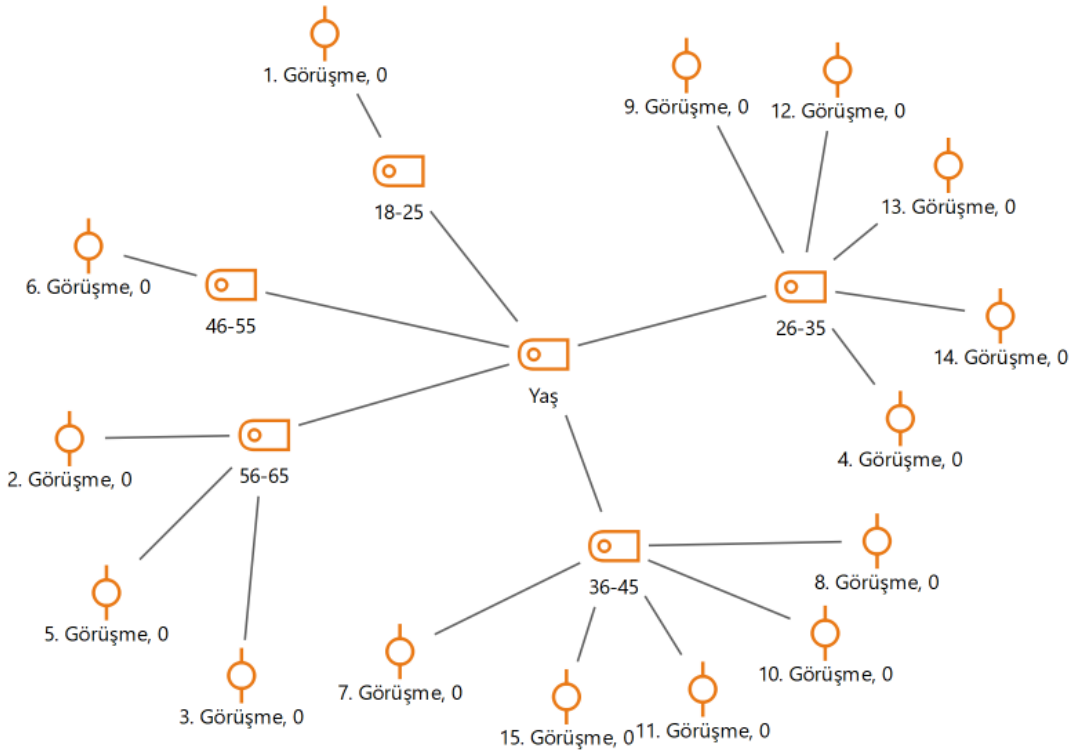 1. Görüşme, 0
9. Görüşme, 0
12. Görüşme, 0
13. Görüşme, 0
18-25
6. Görüşme, 0
46-55
26-35
14. Görüşme, 0
Yaş
4. Görüşme, 0
2. Görüşme, 0
56-65
8. Görüşme, 0
36-45
5. Görüşme, 0
10. Görüşme, 0
7. Görüşme, 0
3. Görüşme, 0
15. Görüşme, 0
11. Görüşme, 0